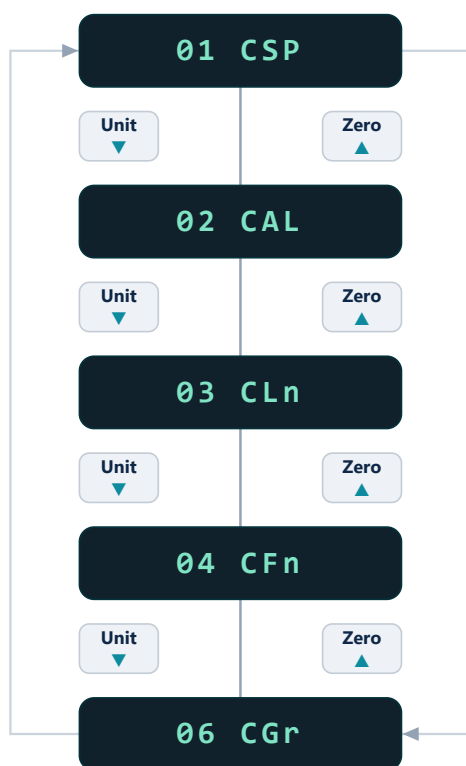 01 CSP
Unit Zero
▼ ▲
02 CAL
Unit Zero
▼ ▲
03 CLn
Unit Zero
▼ ▲
04 CFn
Unit Zero
▼ ▲
06 CGr